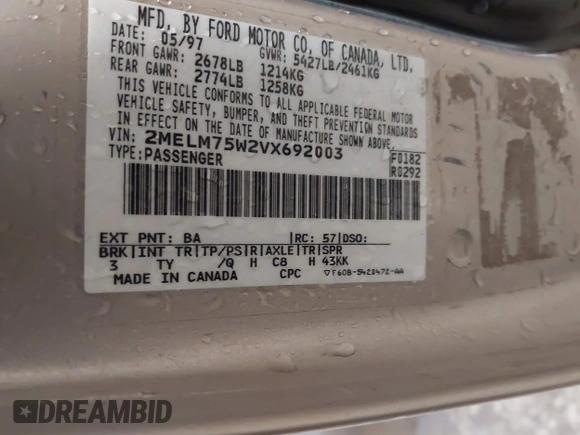 MFD. BY FORD MOTOR CO. OF CANADA, LTD.
05/97 GVWR: 5427LB/2461KG
FRONT GAWR: 2678LB 1214KG
REAR GAWR: 2774LB 1258KG
THIS VEHICLE CONFORMS TO ALL APPLICABLE FEDERAL MOTOR
VEHICLE SAFETY, BUMPER, AND THEFT PREVENTION STANDARDS
IN EFFECT ON THE DATE OF MANUFACTURE SHOWN ABOVE.
VIN: 2MELM75W2VX692003 F0182
TYPE: PASSENGER R0292
EXT PNT: BA |RC: 57|DSO:
BRK|INT TR|TP/PS|R|AXLE|TR|SPR
3 TY /Q H C8 H 43KK
MADE IN CANADA CPC ▽F60B-5420472-AA
DREAMBID